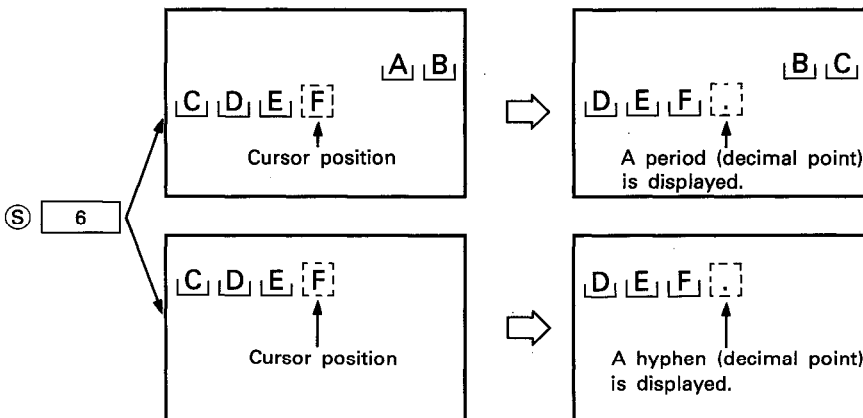 A B
C D E F
Cursor position
B C
D E F .
A period (decimal point)
is displayed.
Ⓢ 6
C D E F
Cursor position
D E F .
A hyphen (decimal point)
is displayed.